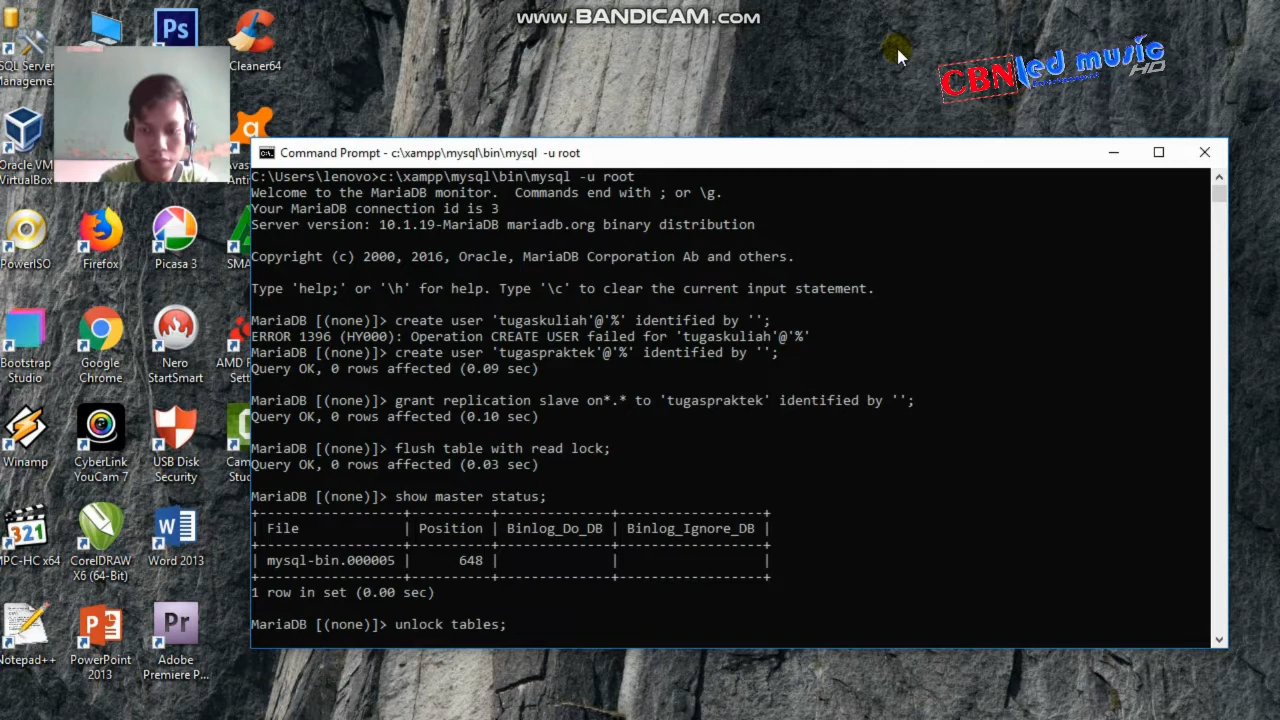 www.BANDICAM.com
CBNled music
HD
SQL Server
Manageme...
Ps
Cleaner64
Oracle VM
VirtualBox
Avas
Anti
PowerISO
Firefox
Picasa 3
SMA
Bootstrap
Studio
Google
Chrome
Nero
StartSmart
AMD R
Sett
Winamp
CyberLink
YouCam 7
USB Disk
Security
Cam
Stud
321
MPC-HC x64
CorelDRAW
X6 (64-Bit)
Word 2013
Notepad++
PowerPoint
2013
Pr
Adobe
Premiere P...
Command Prompt - c:\xampp\mysql\bin\mysql -u root
C:\Users\lenovo>c:\xampp\mysql\bin\mysql -u root
Welcome to the MariaDB monitor.  Commands end with ; or \g.
Your MariaDB connection id is 3
Server version: 10.1.19-MariaDB mariadb.org binary distribution
Copyright (c) 2000, 2016, Oracle, MariaDB Corporation Ab and others.
Type 'help;' or '\h' for help. Type '\c' to clear the current input statement.
MariaDB [(none)]> create user 'tugaskuliah'@'%' identified by '';
ERROR 1396 (HY000): Operation CREATE USER failed for 'tugaskuliah'@'%'
MariaDB [(none)]> create user 'tugaspraktek'@'%' identified by '';
Query OK, 0 rows affected (0.09 sec)
MariaDB [(none)]> grant replication slave on*.* to 'tugaspraktek' identified by '';
Query OK, 0 rows affected (0.10 sec)
MariaDB [(none)]> flush table with read lock;
Query OK, 0 rows affected (0.03 sec)
MariaDB [(none)]> show master status;
+------------------+----------+--------------+------------------+
| File             | Position | Binlog_Do_DB | Binlog_Ignore_DB |
+------------------+----------+--------------+------------------+
| mysql-bin.000005 |      648 |              |                  |
+------------------+----------+--------------+------------------+
1 row in set (0.00 sec)
MariaDB [(none)]> unlock tables;